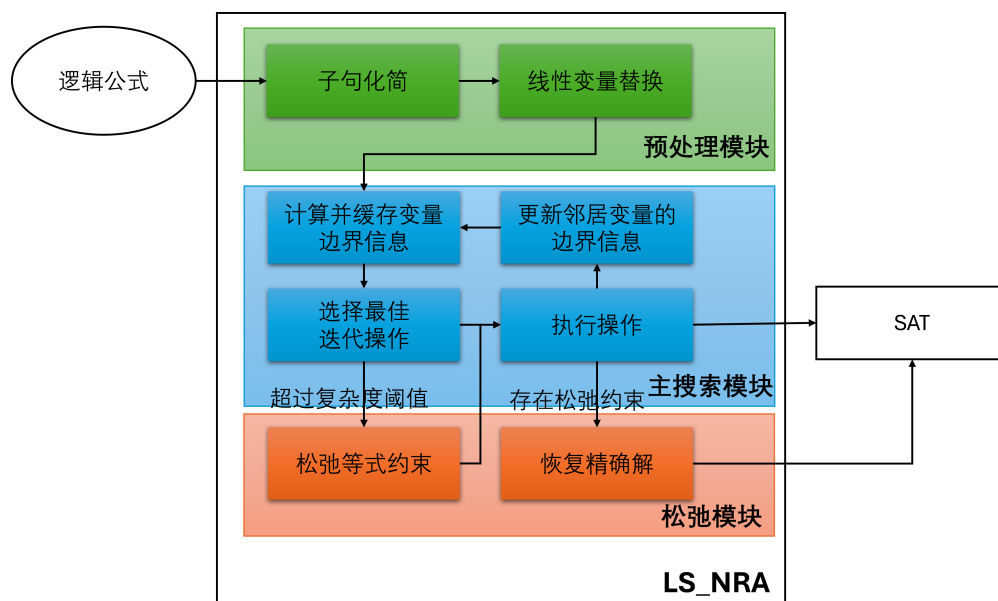 逻辑公式
子句化简
线性变量替换
预处理模块
计算并缓存变量
边界信息
更新邻居变量的
边界信息
选择最佳
迭代操作
执行操作
SAT
主搜索模块
超过复杂度阈值
存在松弛约束
松弛等式约束
恢复精确解
松弛模块
LS_NRA